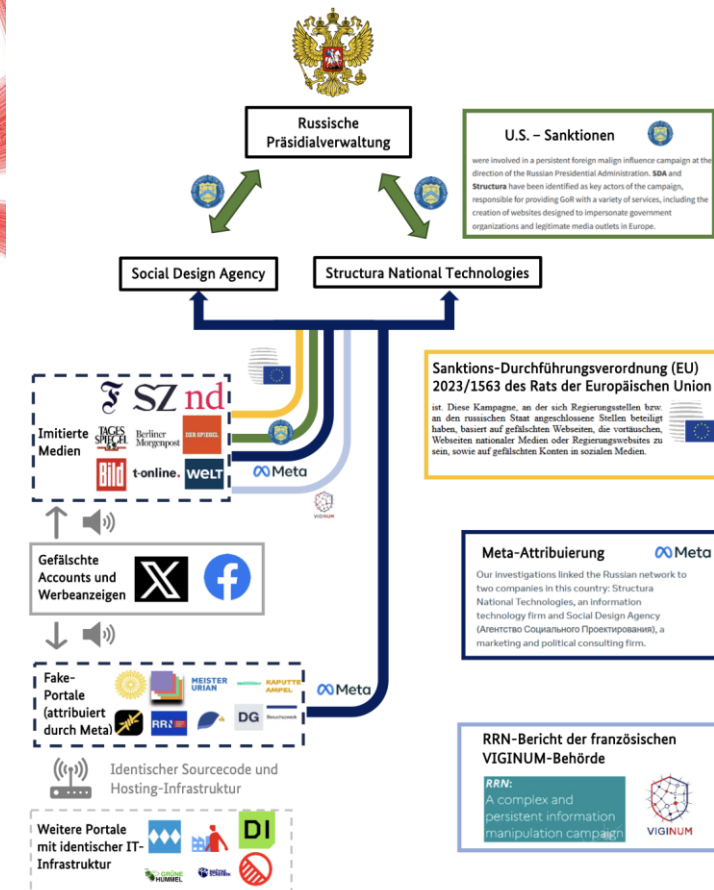 Russische
Präsidialverwaltung
U.S. – Sanktionen
were involved in a persistent foreign malign influence campaign at the
direction of the Russian Presidential Administration. SDA and
Structura have been identified as key actors of the campaign,
responsible for providing GoR with a variety of services, including the
creation of websites designed to impersonate government
organizations and legitimate media outlets in Europe.
Social Design Agency
Structura National Technologies
Sanktions-Durchführungsverordnung (EU)
2023/1563 des Rats der Europäischen Union
ist. Diese Kampagne, an der sich Regierungsstellen bzw.
an den russischen Staat angeschlossene Stellen beteiligt
haben, basiert auf gefälschten Webseiten, die vortäuschen,
Webseiten nationaler Medien oder Regierungswebsites zu
sein, sowie auf gefälschten Konten in sozialen Medien.
Imitierte
Medien
F SZ nd
TAGES
SPIEGEL
Berliner
Morgenpost
DER SPIEGEL
Bild
t-online.
WELT
Meta
VIGINUM
Gefälschte
Accounts und
Werbeanzeigen
Meta-Attribuierung
Meta
Our investigations linked the Russian network to
two companies in this country: Structura
National Technologies, an information
technology firm and Social Design Agency
(Агентство Социального Проектирования), a
marketing and political consulting firm.
Fake-
Portale
(attribuiert
durch Meta)
MEISTER
URIAN
KAPUTTE
AMPEL
RRN
DG
Meta
RRN-Bericht der französischen
VIGINUM-Behörde
RRN:
A complex and
persistent information
manipulation campaign
VIGINUM
Identischer Sourcecode und
Hosting-Infrastruktur
Weitere Portale
mit identischer IT-
Infrastruktur
DI
GRÜNE
HUMMEL